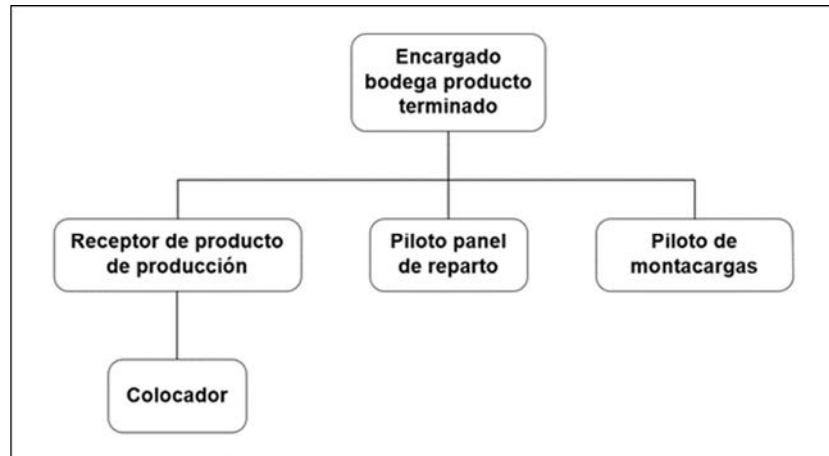 Encargado
bodega producto
terminado
Receptor de producto
de producción
Piloto panel
de reparto
Piloto de
montacargas
Colocador